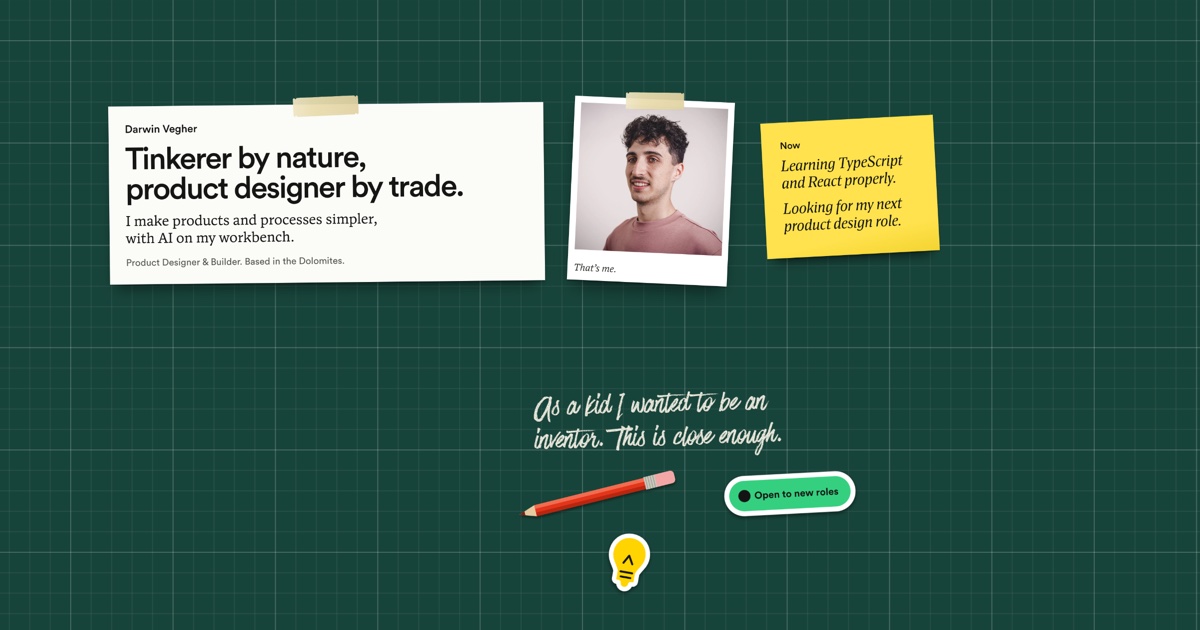 Darwin Vegher
Tinkerer by nature,
product designer by trade.
I make products and processes simpler,
with AI on my workbench.
Product Designer & Builder. Based in the Dolomites.
That's me.
Now
Learning TypeScript
and React properly.
Looking for my next
product design role.
As a kid I wanted to be an
inventor. This is close enough.
Open to new roles